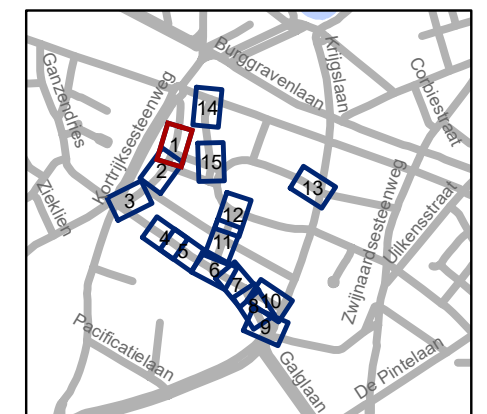 Burggravenlaan
Krijgslaan
Corbiestraat
Ganzendries
Kortrijksesteenweg
14
1
15
2
13
3
Zieklien
12
Uilkensstraat
4
11
5
6
Zwijnaardsesteenweg
7
10
8
9
Pacificatielaan
Galglaan
De Pintelaan